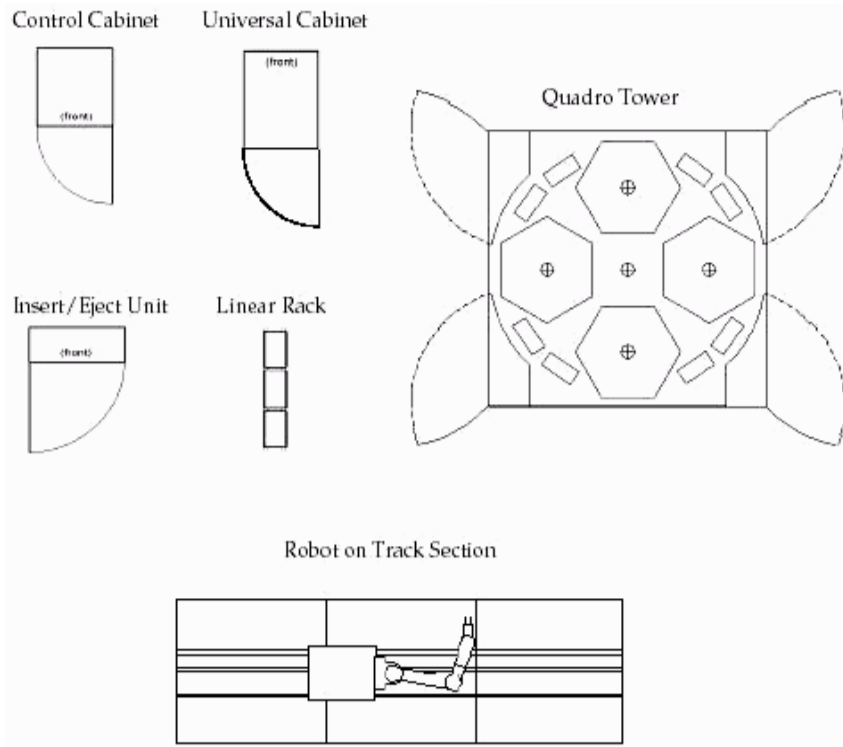 Control Cabinet
Universal Cabinet
(front)
(front)
Quadro Tower
Insert/Eject Unit
Linear Rack
(front)
Robot on Track Section